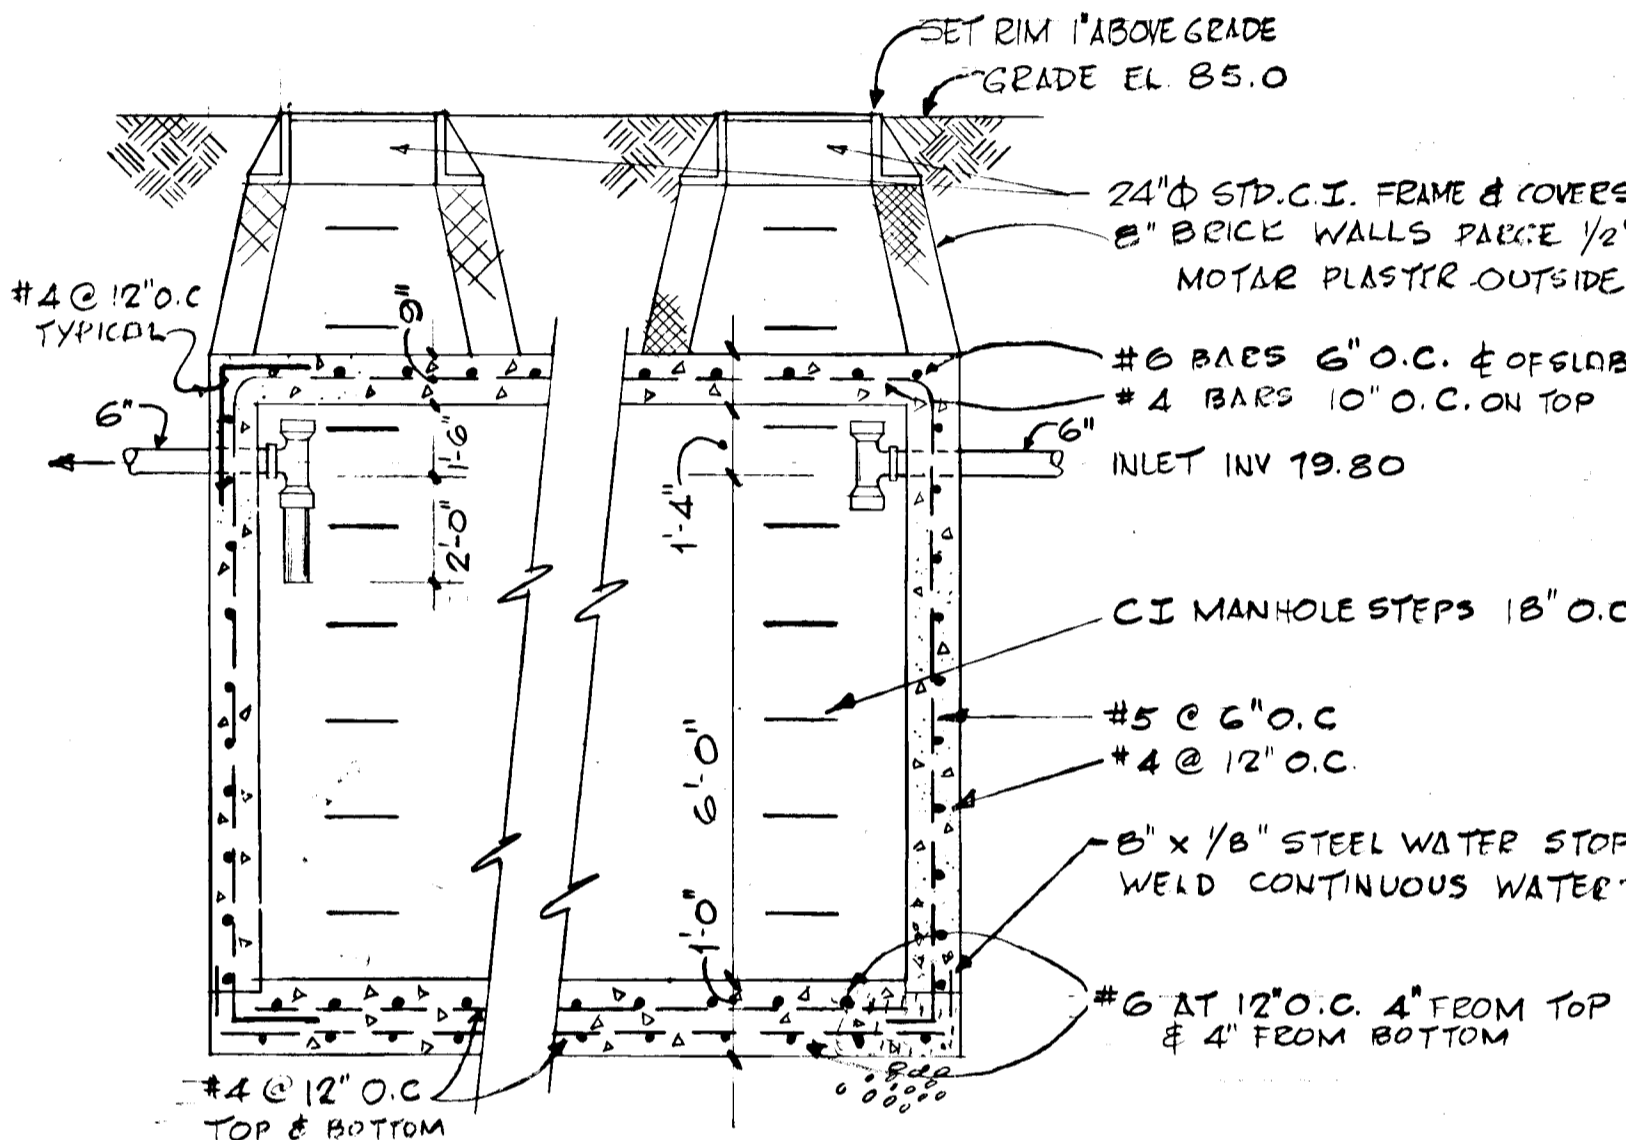 SET RIM 1" ABOVE GRADE
GRADE EL. 85.0
24"Φ STD. C.I. FRAME & COVERS
8" BRICK WALLS PARGE 1/2"
MOTAR PLASTER OUTSIDE
#4 @ 12" O.C
TYPICAL
9"
#6 BARS 6" O.C. & OF SLAB
#4 BARS 10" O.C. ON TOP
6"
1'-6"
1'-4"
6"
INLET INV 79.80
2'-0"
C I MANHOLE STEPS 18" O.C
#5 @ 6" O.C
#4 @ 12" O.C.
6'-0"
8" x 1/8" STEEL WATER STOP
WELD CONTINUOUS WATER
1'-0"
#6 AT 12" O.C. 4" FROM TOP
& 4" FROM BOTTOM
#4 @ 12" O.C
TOP & BOTTOM